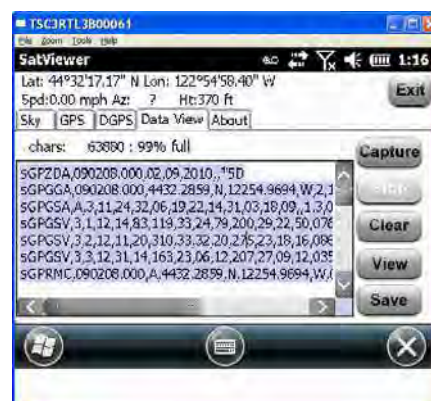 TSC3RTL3B00061
File Zoom Tools Help
SatViewer 1:16
Lat: 44°32'17.17" N Lon: 122°54'58.40" W
Spd:0.00 mph Az: ? Ht:370 ft
Exit
Sky GPS DGPS Data View About
chars: 63880 : 99% full
Capture
$GPZDA,090208.000,02,09,2010,,*5D
$GPGGA,090208.000,4432.2859,N,12254.9694,W,2,1
$GPGSA,A,3,11,24,32,06,19,22,14,31,03,18,09,,1.3,0
$GPGSV,3,1,12,14,83,119,33,24,79,200,29,22,50,076
$GPGSV,3,2,12,11,20,310,33,32,20,275,23,18,16,086
$GPGSV,3,3,12,31,14,163,23,06,12,207,27,09,12,035
$GPRMC,090208.000,A,4432.2859,N,12254.9694,W,
Clear
View
Save